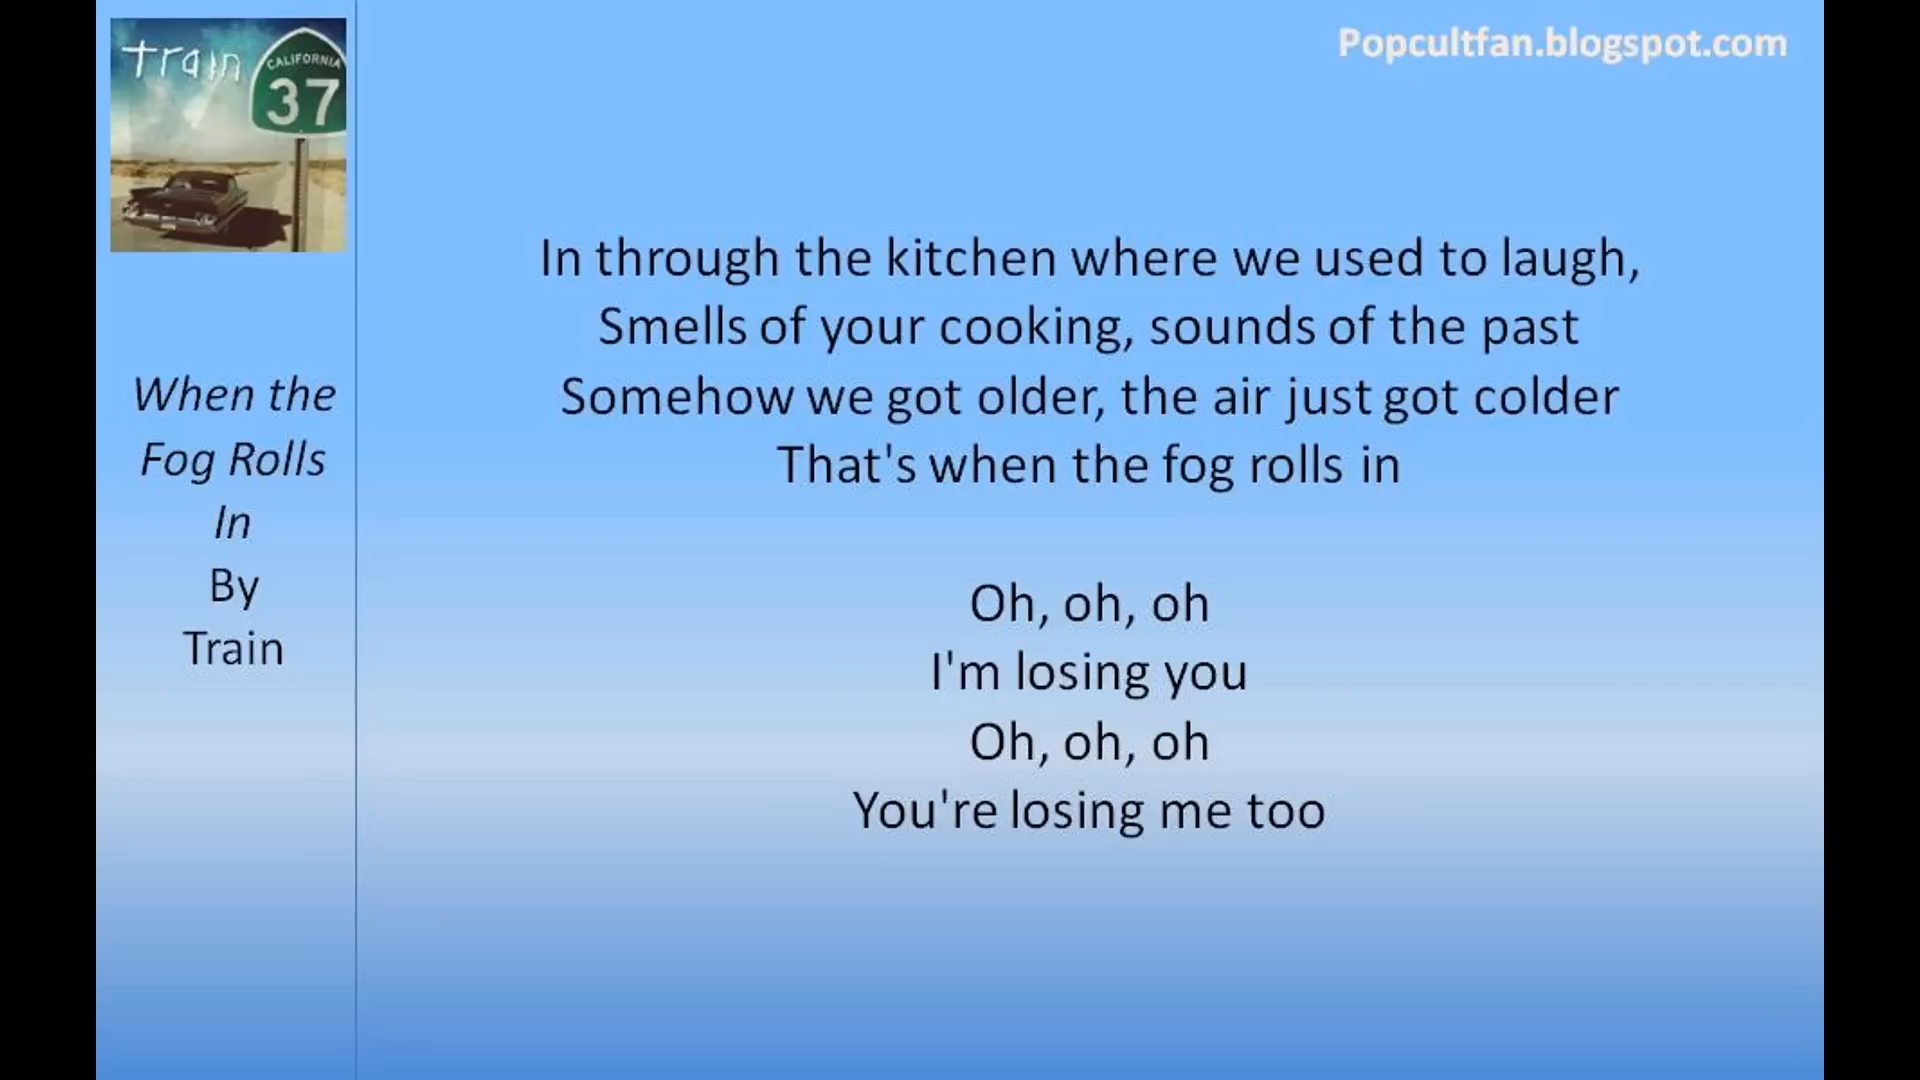 train
CALIFORNIA
37
Popcultfan.blogspot.com
When the
Fog Rolls
In
By
Train
In through the kitchen where we used to laugh,
Smells of your cooking, sounds of the past
Somehow we got older, the air just got colder
That's when the fog rolls in
Oh, oh, oh
I'm losing you
Oh, oh, oh
You're losing me too